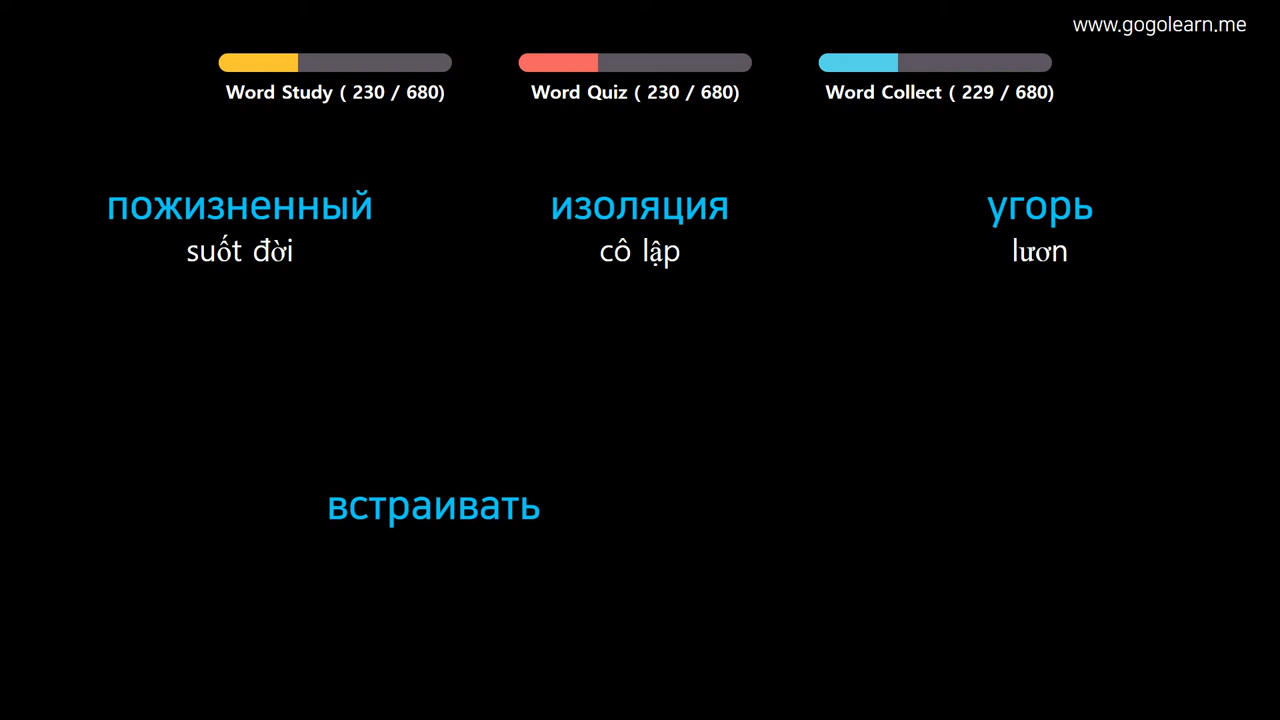 www.gogolearn.me
Word Study ( 230 / 680)
Word Quiz ( 230 / 680)
Word Collect ( 229 / 680)
пожизненный
изоляция
угорь
suốt đời
cô lập
lươn
встраивать